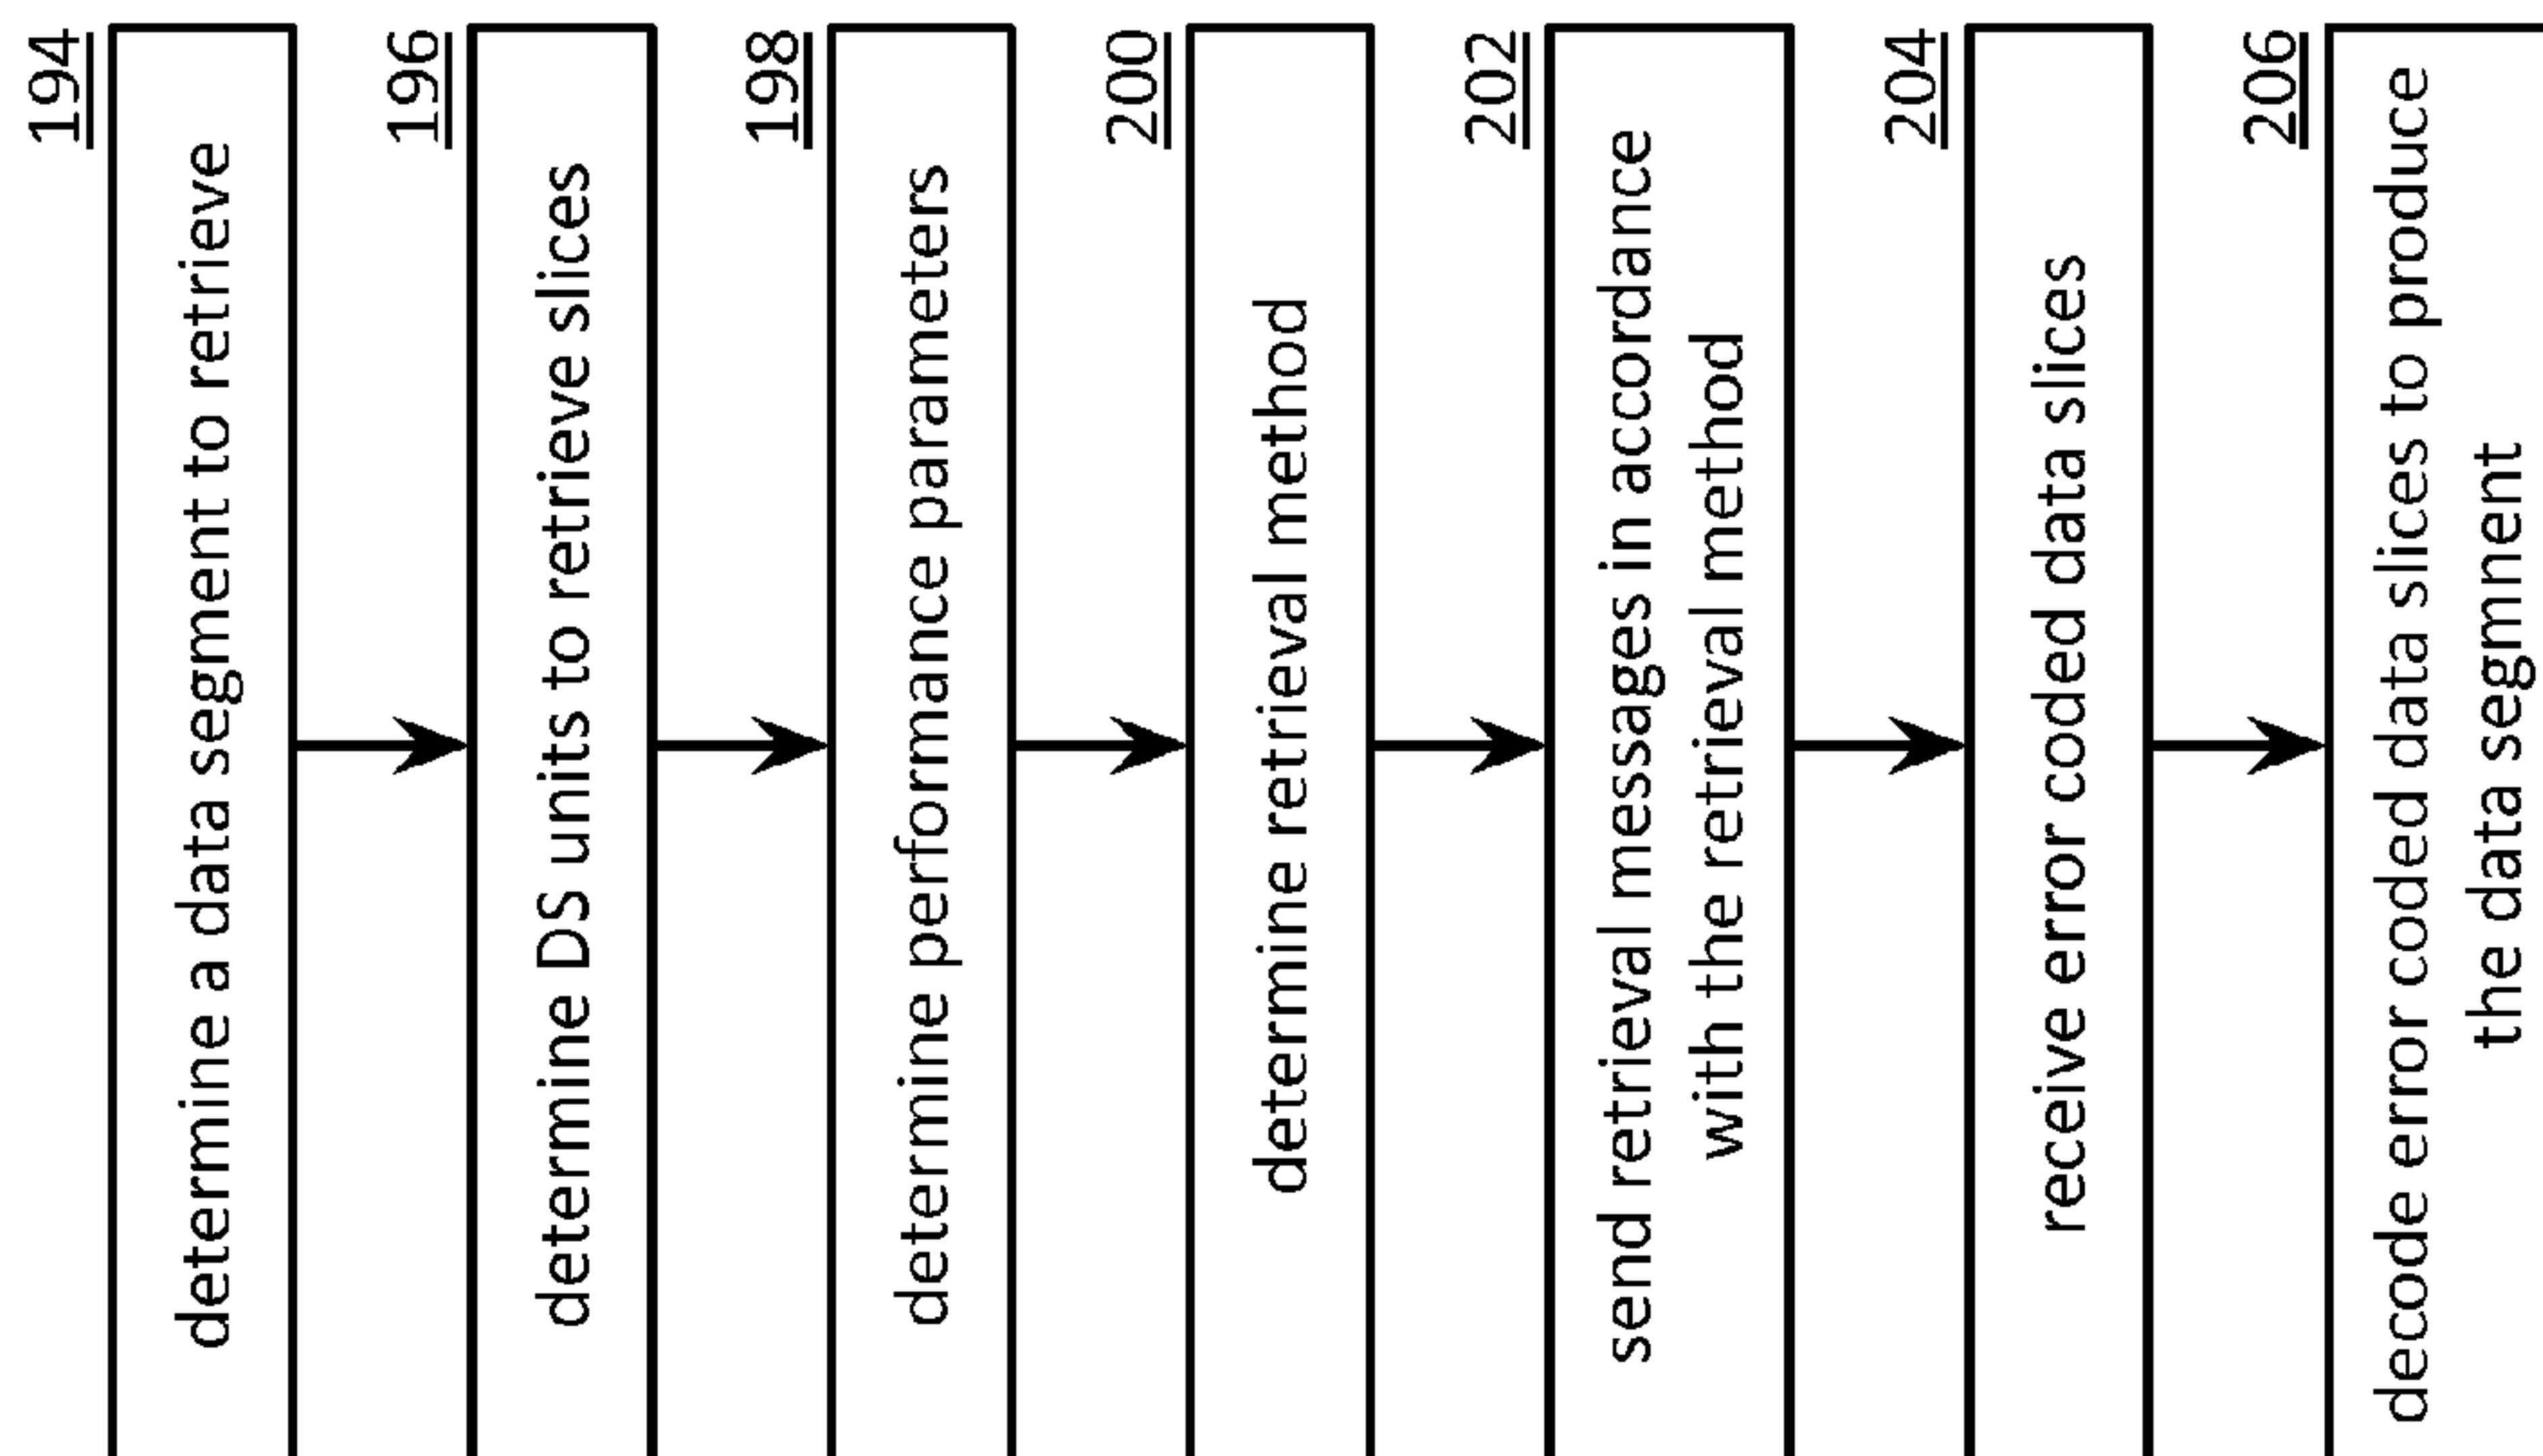 194
determine a data segment to retrieve
196
determine DS units to retrieve slices
198
determine performance parameters
200
determine retrieval method
202
send retrieval messages in accordance
with the retrieval method
204
receive error coded data slices
206
decode error coded data slices to produce
the data segment